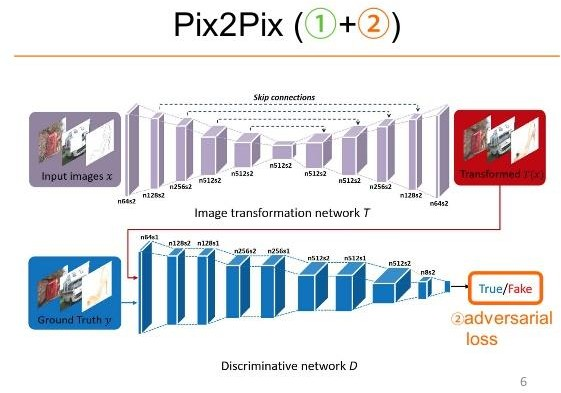 Pix2Pix (①+②)
Skip connections
Input images x
n64s2
n128s2
n256s2
n512s2
n512s2
n512s2
n512s2
n512s2
n256s2
n128s2
n64s2
Transformed T(x)
Image transformation network T
n64s1
n128s2
n128s1
n256s2
n256s1
n512s2
n512s1
n512s2
n8s2
Ground Truth y
True/Fake
②adversarial
loss
Discriminative network D
6